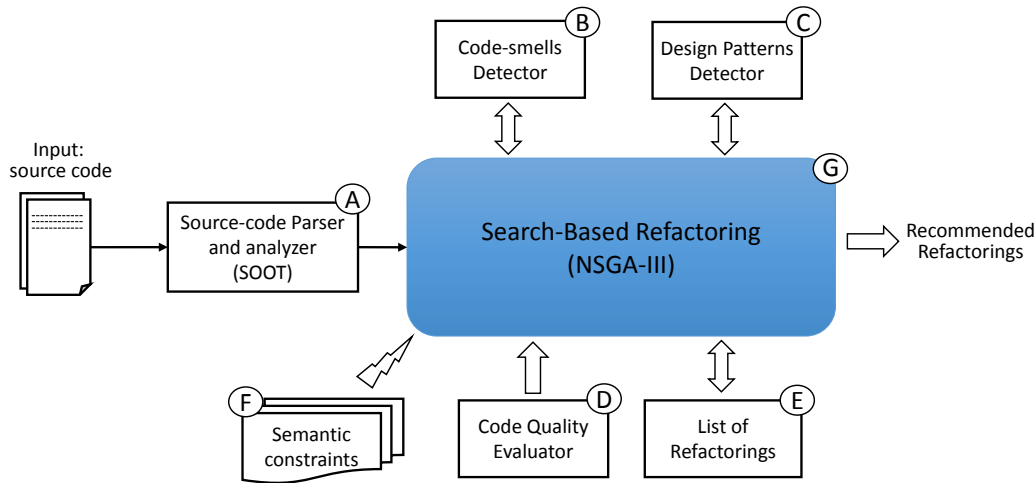 B
Code-smells
Detector
C
Design Patterns
Detector
Input:
source code
A
Source-code Parser
and analyzer
(SOOT)
G
Search-Based Refactoring
(NSGA-III)
Recommended
Refactorings
F
Semantic
constraints
D
Code Quality
Evaluator
E
List of
Refactorings